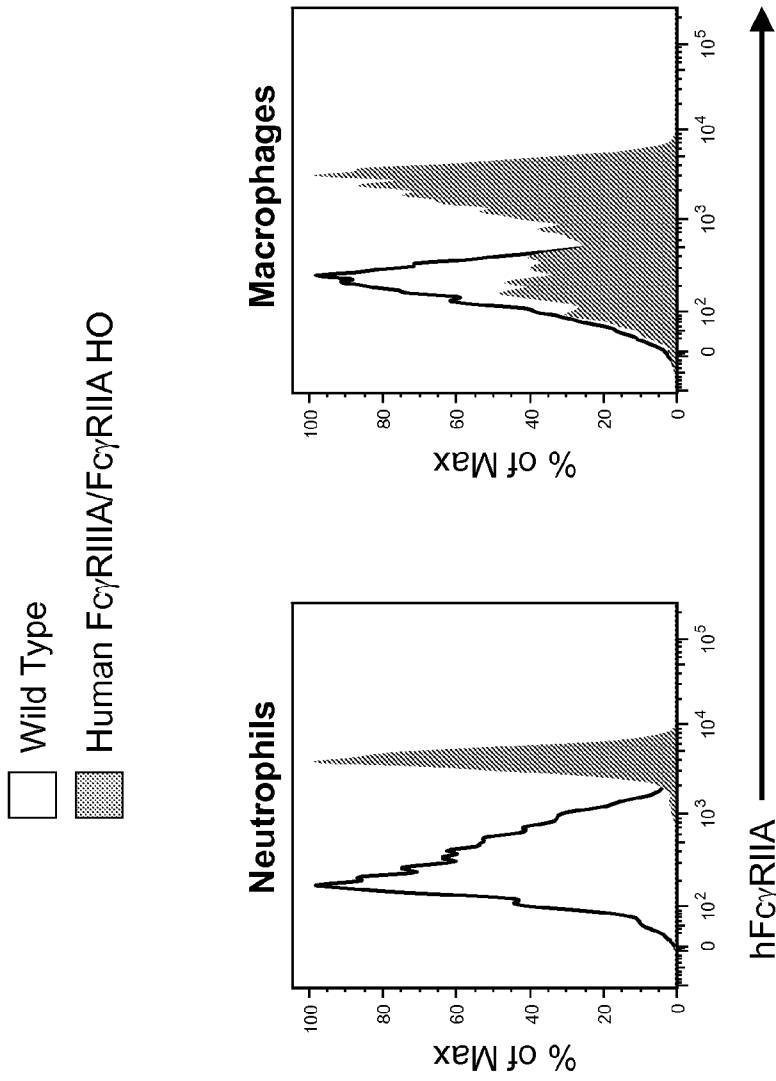 Wild Type
Human FcγRIIIA/FcγRIIA HO
Neutrophils
% of Max
100
80
60
40
20
0
0 10² 10³ 10⁴ 10⁵
Macrophages
% of Max
100
80
60
40
20
0
0 10² 10³ 10⁴ 10⁵
hFcγRIIA